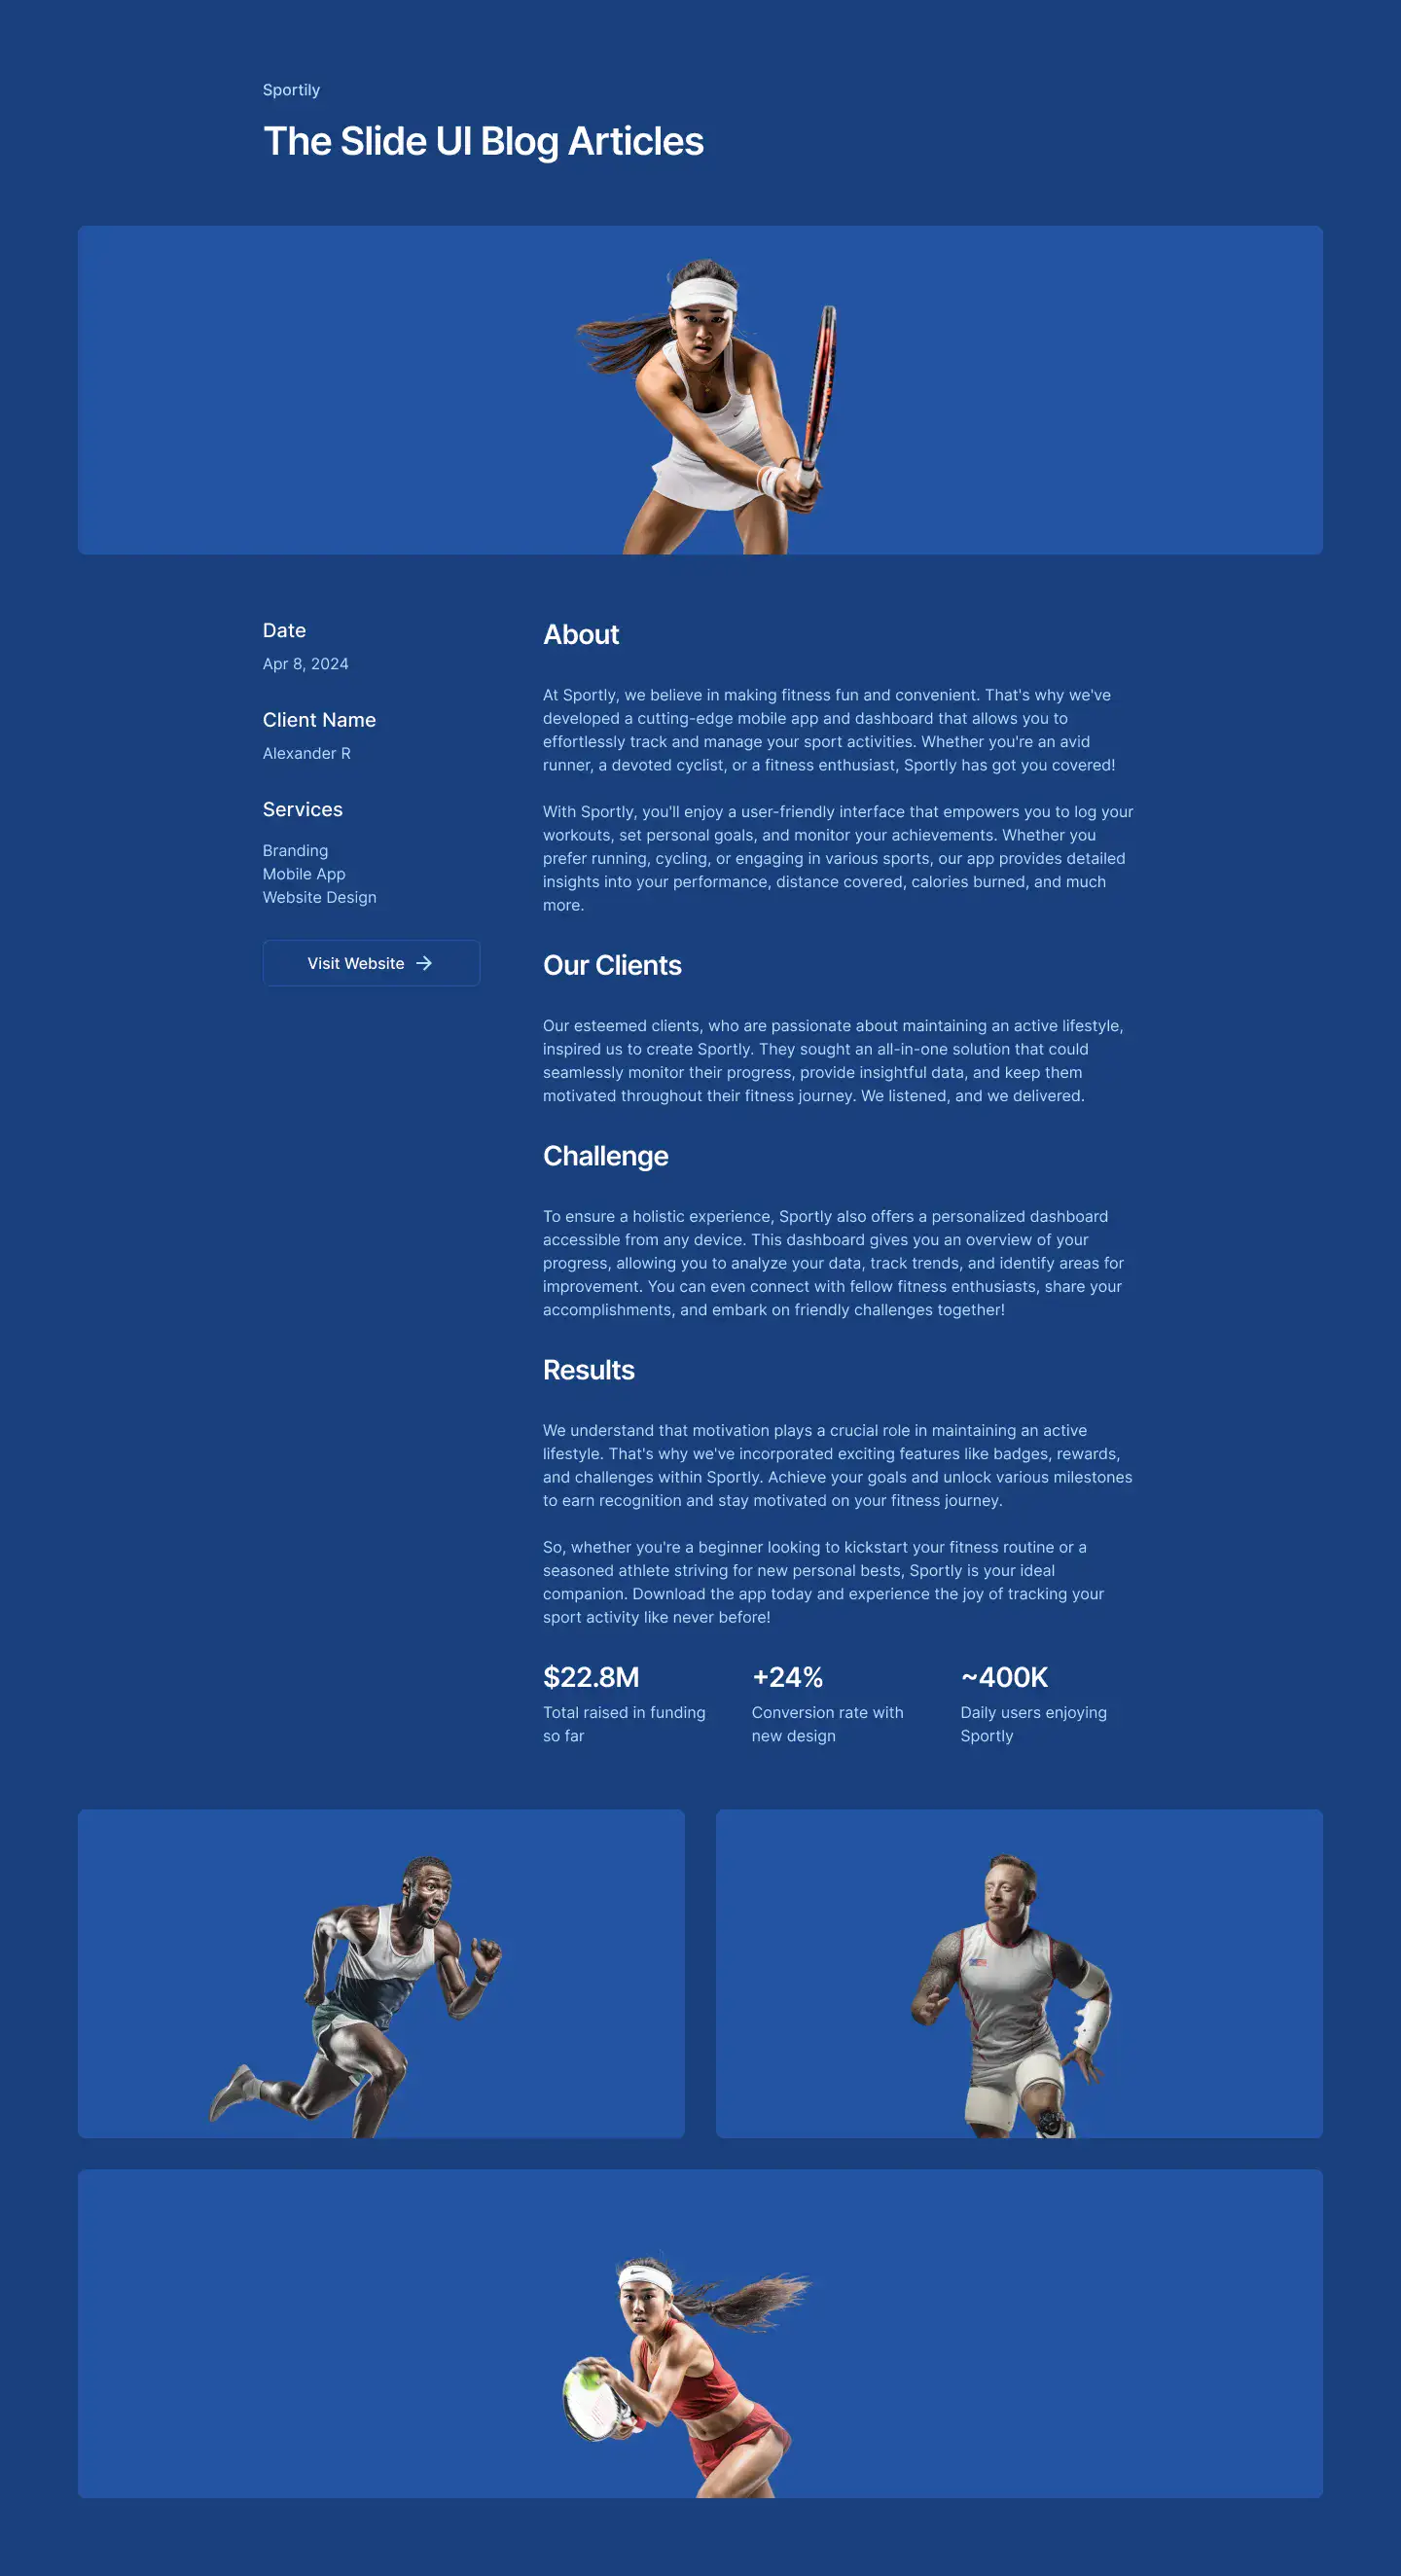 Sportily
The Slide UI Blog Articles
Date
Apr 8, 2024
Client Name
Alexander R
Services
Branding
Mobile App
Website Design
Visit Website
About
At Sportly, we believe in making fitness fun and convenient. That's why we've
developed a cutting-edge mobile app and dashboard that allows you to
effortlessly track and manage your sport activities. Whether you're an avid
runner, a devoted cyclist, or a fitness enthusiast, Sportly has got you covered!
With Sportly, you'll enjoy a user-friendly interface that empowers you to log your
workouts, set personal goals, and monitor your achievements. Whether you
prefer running, cycling, or engaging in various sports, our app provides detailed
insights into your performance, distance covered, calories burned, and much
more.
Our Clients
Our esteemed clients, who are passionate about maintaining an active lifestyle,
inspired us to create Sportly. They sought an all-in-one solution that could
seamlessly monitor their progress, provide insightful data, and keep them
motivated throughout their fitness journey. We listened, and we delivered.
Challenge
To ensure a holistic experience, Sportly also offers a personalized dashboard
accessible from any device. This dashboard gives you an overview of your
progress, allowing you to analyze your data, track trends, and identify areas for
improvement. You can even connect with fellow fitness enthusiasts, share your
accomplishments, and embark on friendly challenges together!
Results
We understand that motivation plays a crucial role in maintaining an active
lifestyle. That's why we've incorporated exciting features like badges, rewards,
and challenges within Sportly. Achieve your goals and unlock various milestones
to earn recognition and stay motivated on your fitness journey.
So, whether you're a beginner looking to kickstart your fitness routine or a
seasoned athlete striving for new personal bests, Sportly is your ideal
companion. Download the app today and experience the joy of tracking your
sport activity like never before!
$22.8M
Total raised in funding
so far
+24%
Conversion rate with
new design
~400K
Daily users enjoying
Sportly